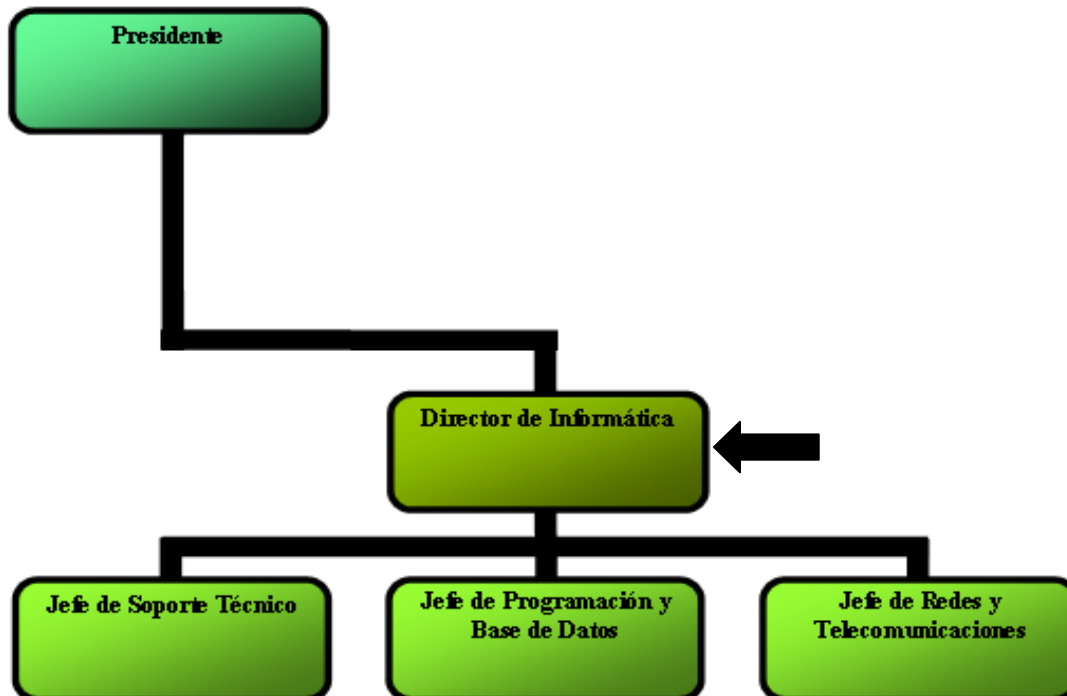 Presidente
Director de Informática
Jefe de Soporte Técnico
Jefe de Programación y
Base de Datos
Jefe de Redes y
Telecomunicaciones